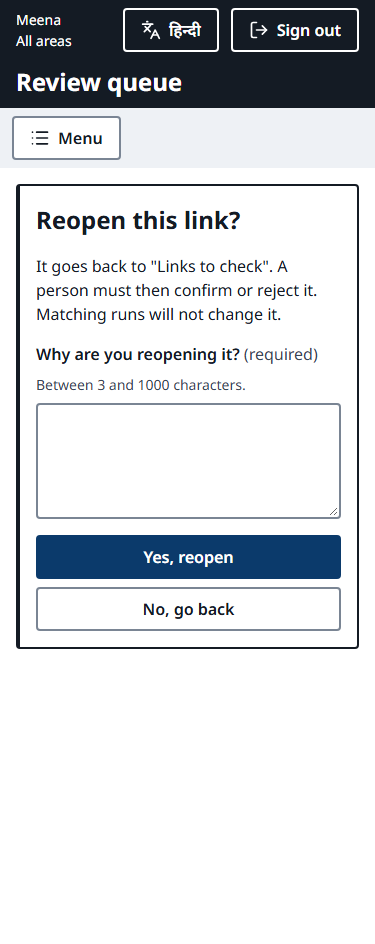 Meena
All areas
हिन्दी
Sign out
Review queue
Menu
Reopen this link?
It goes back to "Links to check". A
person must then confirm or reject it.
Matching runs will not change it.
Why are you reopening it? (required)
Between 3 and 1000 characters.
Yes, reopen
No, go back